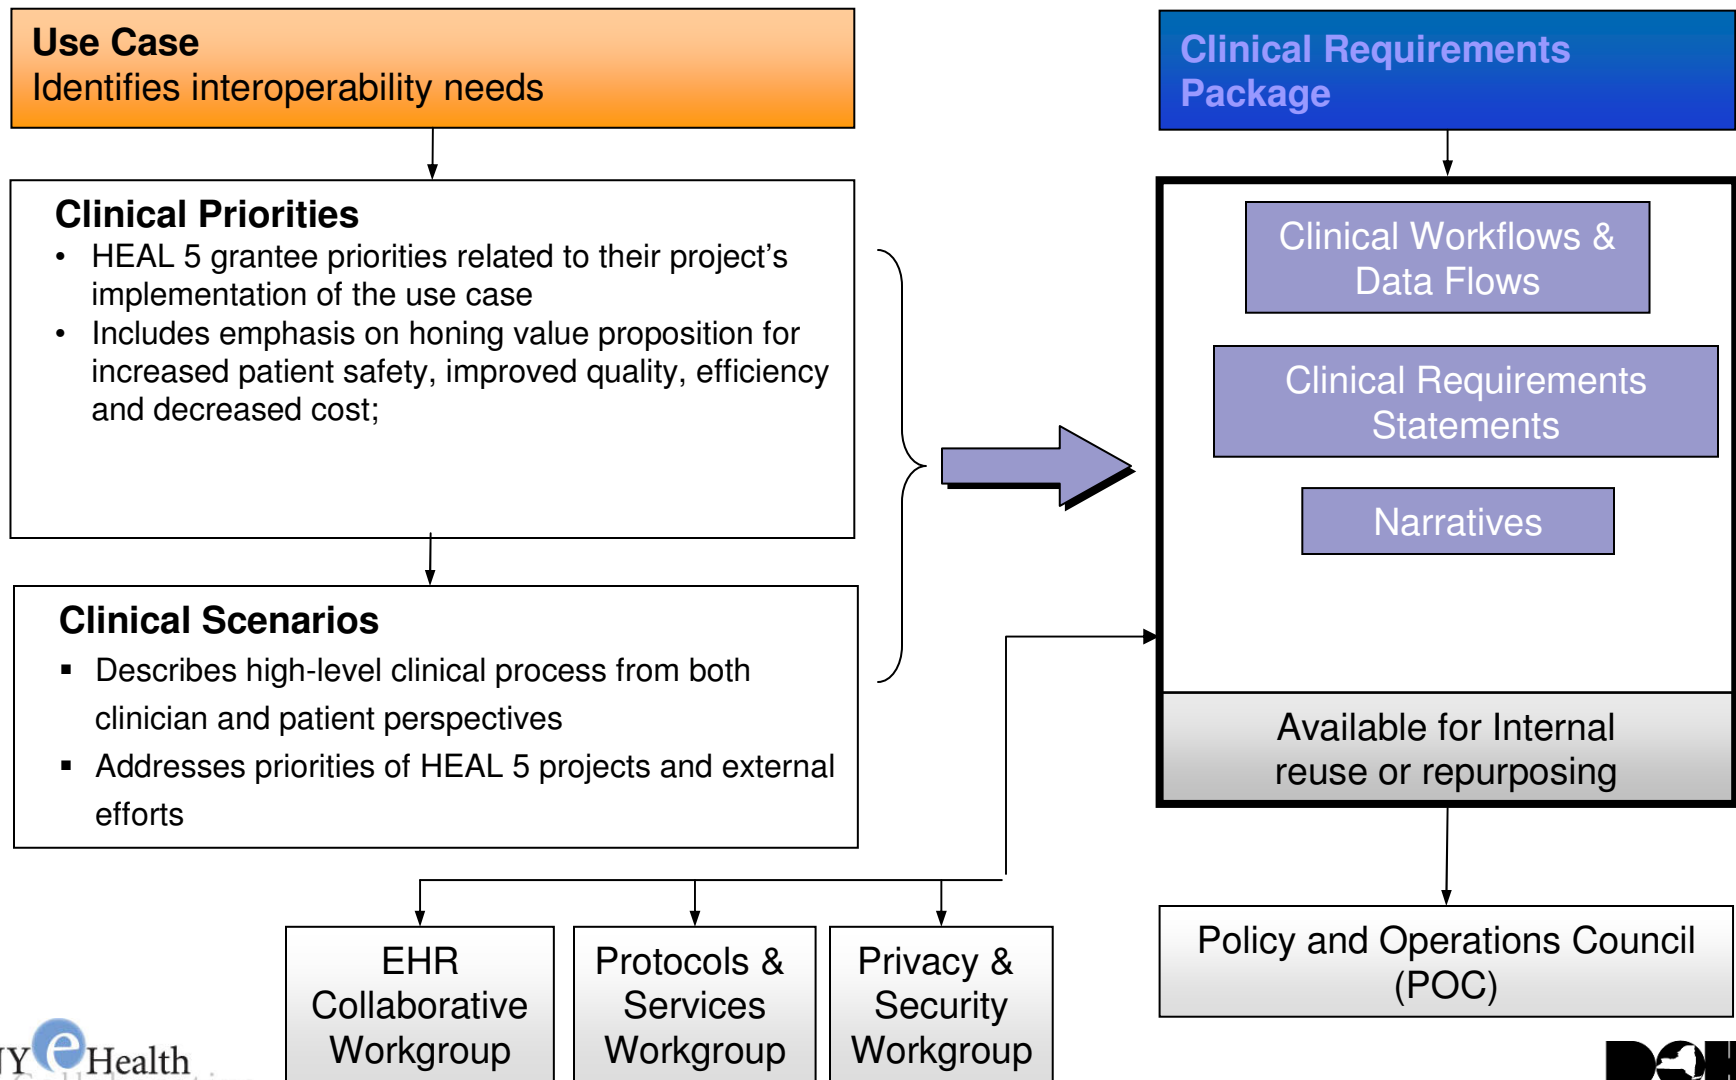 Use Case
Identifies interoperability needs
Clinical Priorities
• HEAL 5 grantee priorities related to their project's
implementation of the use case
• Includes emphasis on honing value proposition for
increased patient safety, improved quality, efficiency
and decreased cost;
Clinical Scenarios
▪ Describes high-level clinical process from both
clinician and patient perspectives
▪ Addresses priorities of HEAL 5 projects and external
efforts
EHR
Collaborative
Workgroup
Protocols &
Services
Workgroup
Privacy &
Security
Workgroup
Clinical Requirements
Package
Clinical Workflows &
Data Flows
Clinical Requirements
Statements
Narratives
Available for Internal
reuse or repurposing
Policy and Operations Council
(POC)
Y e Health